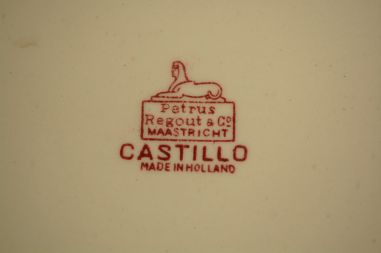 Petrus
Regout & Co
MAASTRICHT
CASTILLO
MADE IN HOLLAND